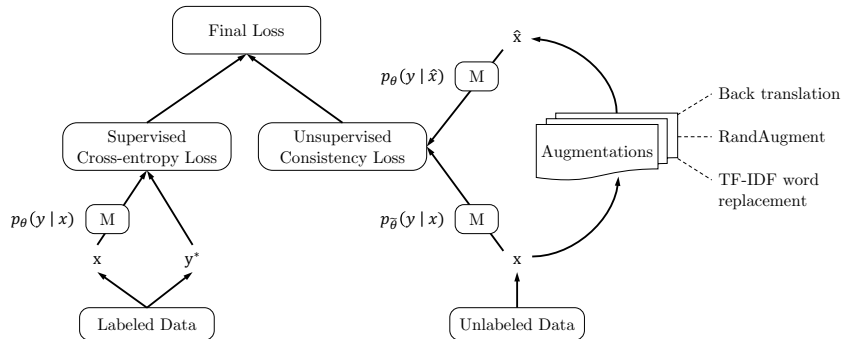 Final Loss
x̂
p_θ(y | x̂)
M
Back translation
Supervised
Cross-entropy Loss
Unsupervised
Consistency Loss
Augmentations
RandAugment
TF-IDF word
replacement
p_θ(y | x)
M
p_θ̃(y | x)
M
x
y*
x
Labeled Data
Unlabeled Data